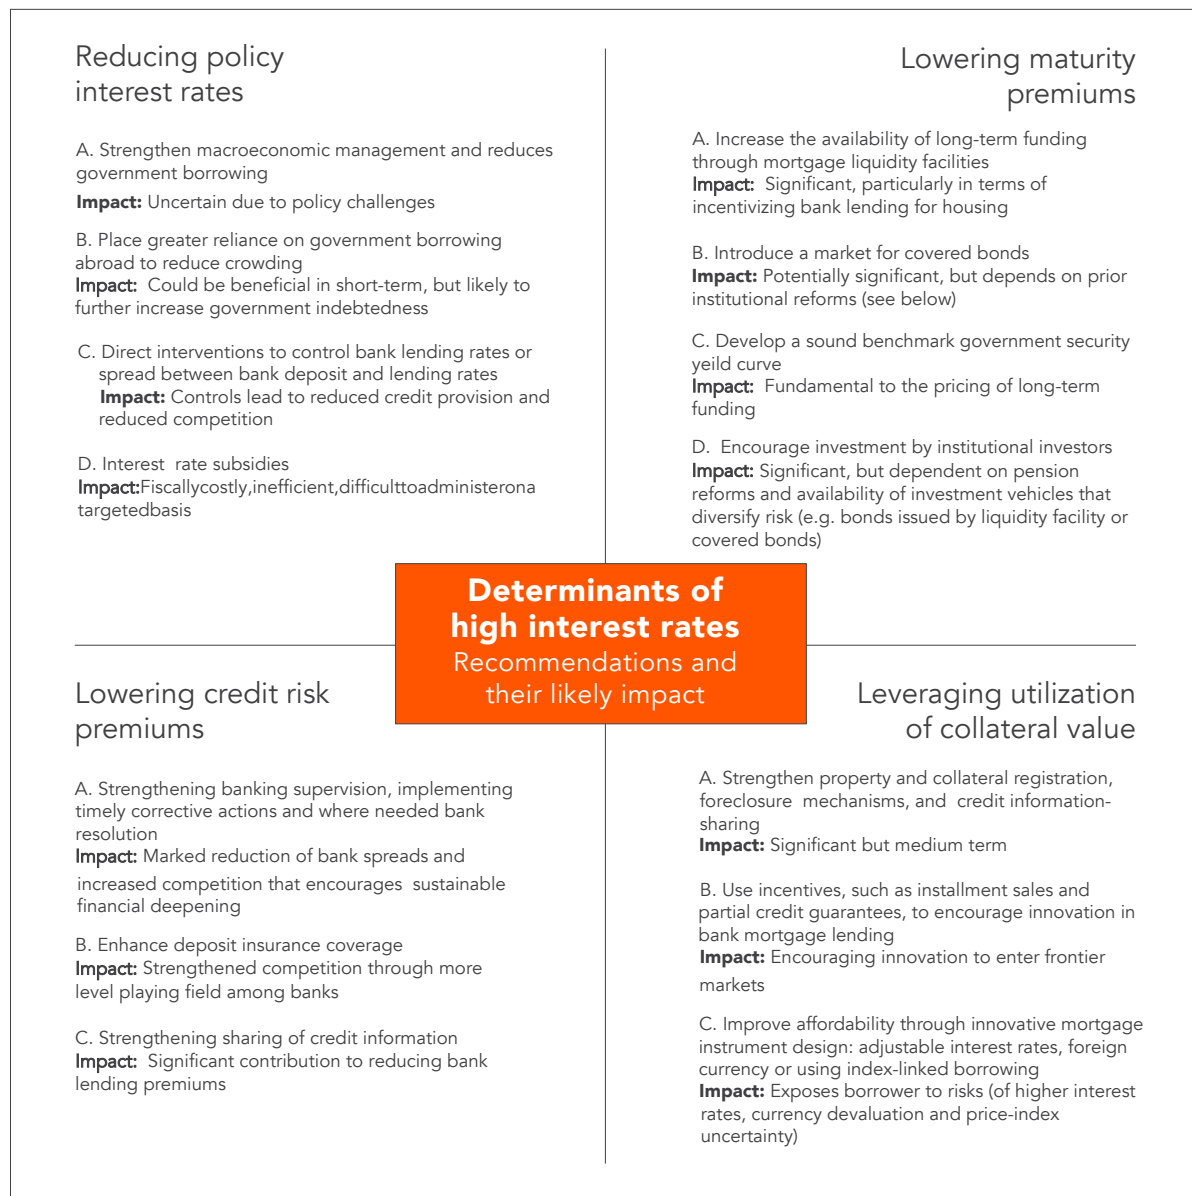 Reducing policy
interest rates
A. Strengthen macroeconomic management and reduces
government borrowing
Impact: Uncertain due to policy challenges
B. Place greater reliance on government borrowing
abroad to reduce crowding
Impact: Could be beneficial in short-term, but likely to
further increase government indebtedness
C. Direct interventions to control bank lending rates or
spread between bank deposit and lending rates
Impact: Controls lead to reduced credit provision and
reduced competition
D. Interest rate subsidies
Impact:Fiscallycostly,inefficient,difficulttoadministerona
targetedbasis
Lowering maturity
premiums
A. Increase the availability of long-term funding
through mortgage liquidity facilities
Impact: Significant, particularly in terms of
incentivizing bank lending for housing
B. Introduce a market for covered bonds
Impact: Potentially significant, but depends on prior
institutional reforms (see below)
C. Develop a sound benchmark government security
yeild curve
Impact: Fundamental to the pricing of long-term
funding
D. Encourage investment by institutional investors
Impact: Significant, but dependent on pension
reforms and availability of investment vehicles that
diversify risk (e.g. bonds issued by liquidity facility or
covered bonds)
Determinants of
high interest rates
Recommendations and
their likely impact
Lowering credit risk
premiums
A. Strengthening banking supervision, implementing
timely corrective actions and where needed bank
resolution
Impact: Marked reduction of bank spreads and
increased competition that encourages sustainable
financial deepening
B. Enhance deposit insurance coverage
Impact: Strengthened competition through more
level playing field among banks
C. Strengthening sharing of credit information
Impact: Significant contribution to reducing bank
lending premiums
Leveraging utilization
of collateral value
A. Strengthen property and collateral registration,
foreclosure mechanisms, and credit information-
sharing
Impact: Significant but medium term
B. Use incentives, such as installment sales and
partial credit guarantees, to encourage innovation in
bank mortgage lending
Impact: Encouraging innovation to enter frontier
markets
C. Improve affordability through innovative mortgage
instrument design: adjustable interest rates, foreign
currency or using index-linked borrowing
Impact: Exposes borrower to risks (of higher interest
rates, currency devaluation and price-index
uncertainty)